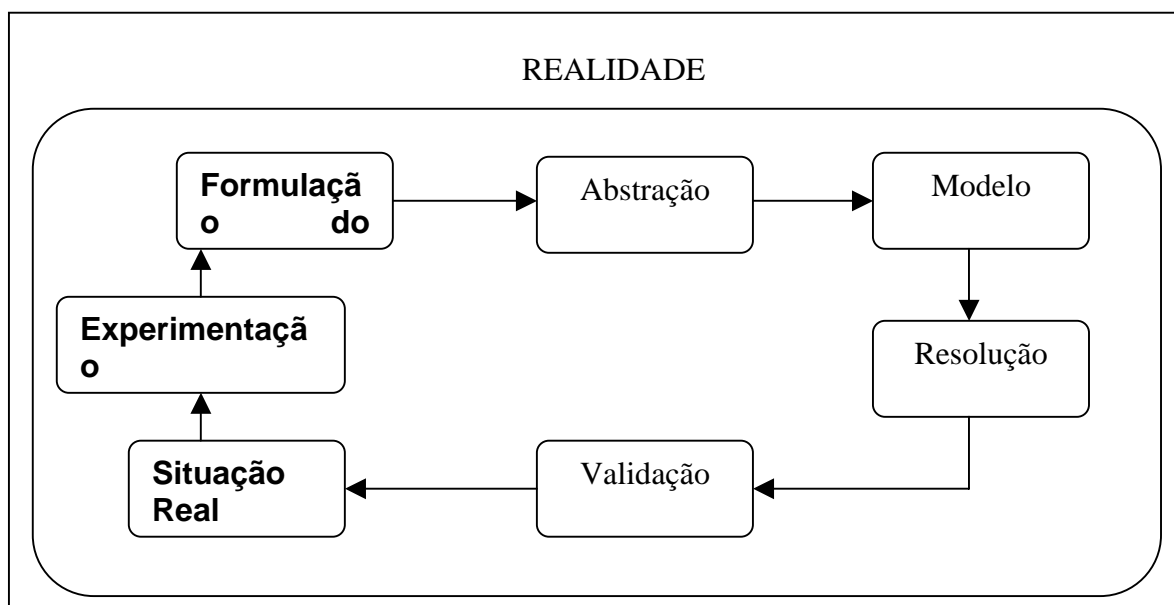 REALIDADE
Formulaçã
o do
Abstração
Modelo
Experimentaçã
o
Resolução
Situação
Real
Validação